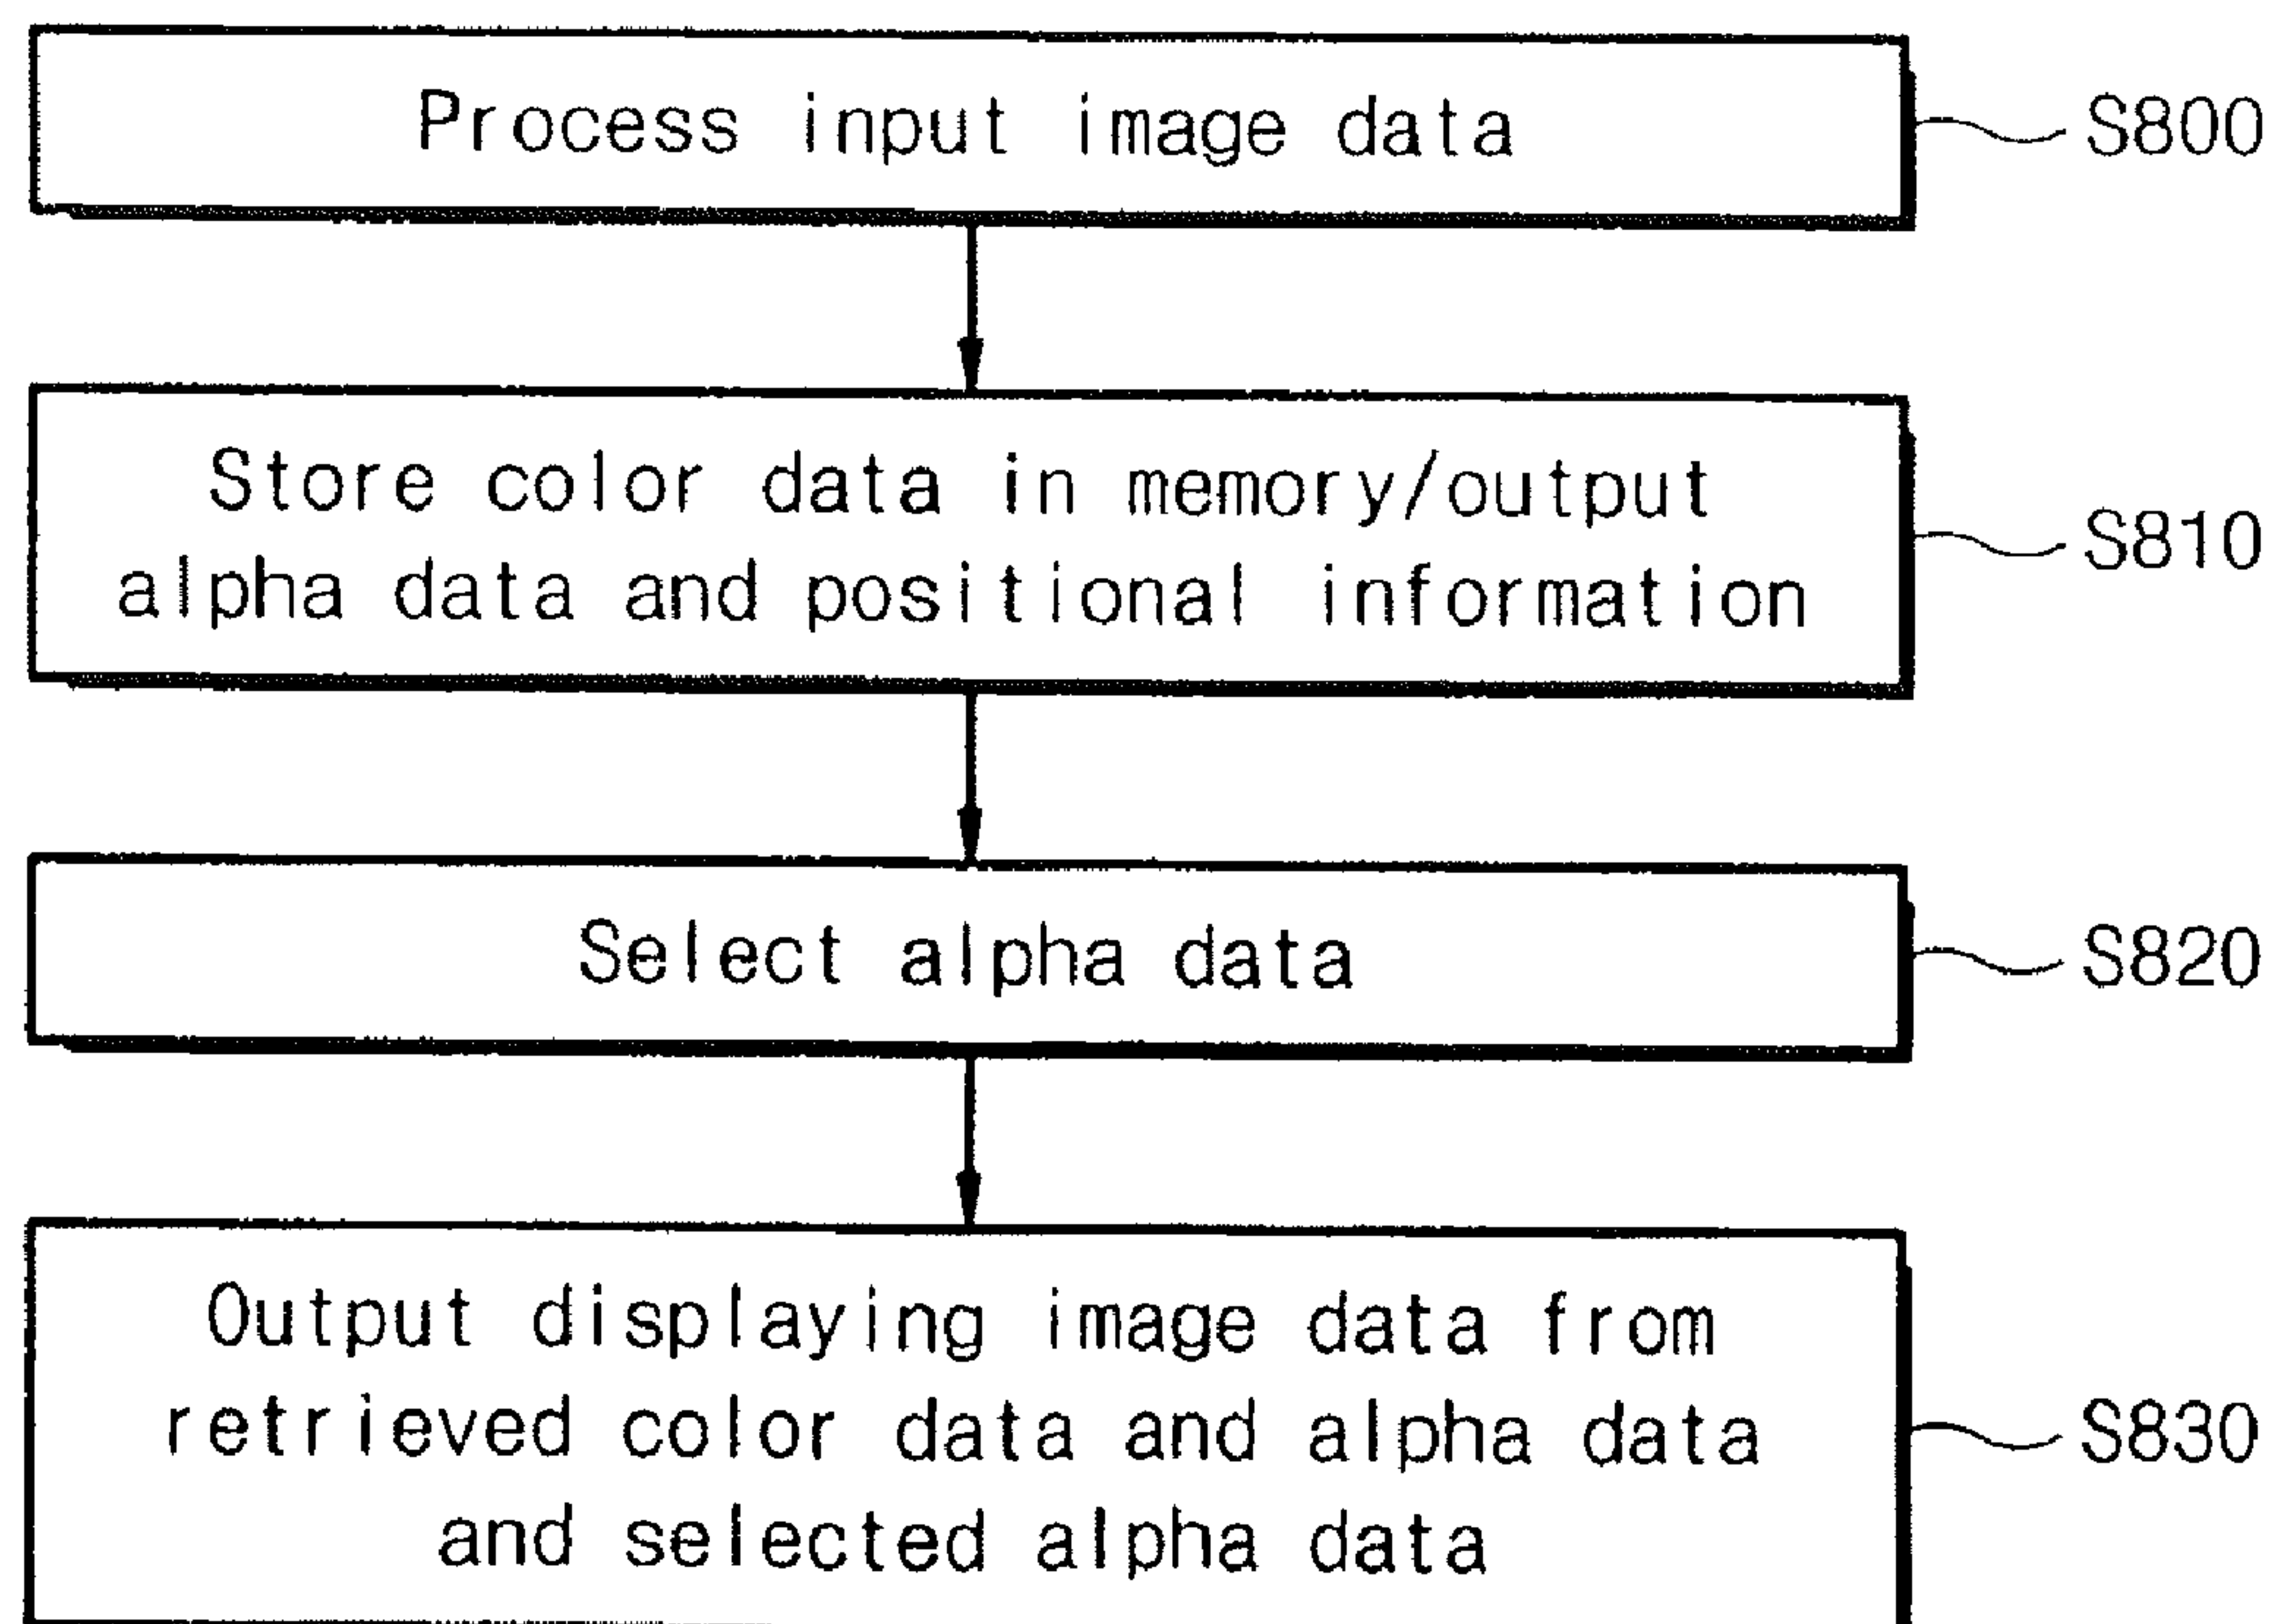 Process input image data
S800
Store color data in memory/output
alpha data and positional information
S810
Select alpha data
S820
Output displaying image data from
retrieved color data and alpha data
and selected alpha data
S830